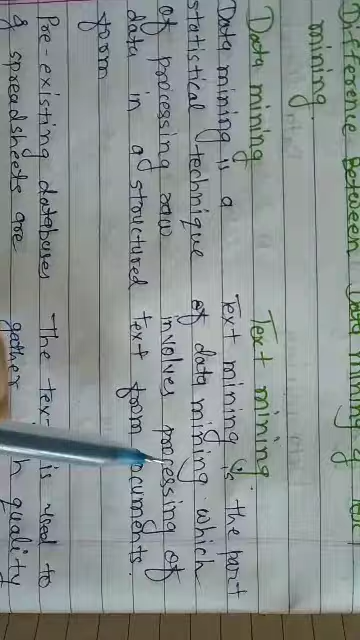 Difference Between Data Mining & Text
mining.
Data mining Text mining.
Data mining is a Text mining is the part
statistical technique of data mining which
of processing raw involves processing of
data in a structured text from documents.
form
Pre-existing databases The text is used to
& spreadsheets are gather quality